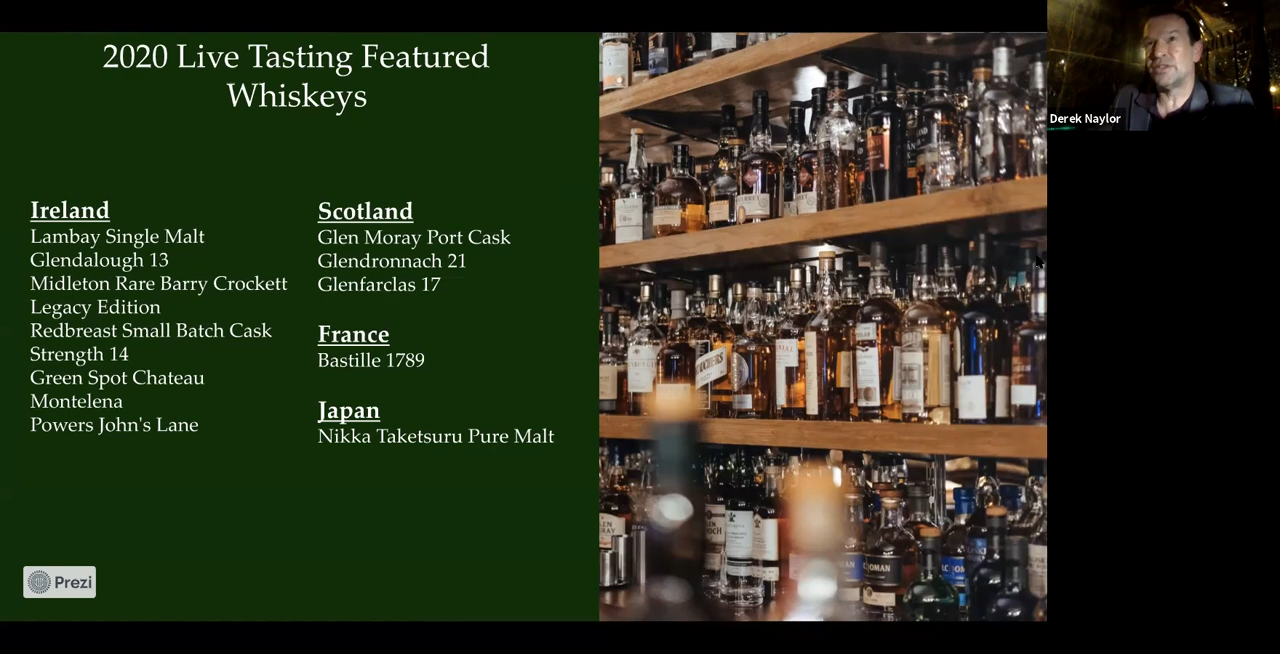 2020 Live Tasting Featured
Whiskeys
Ireland
Lambay Single Malt
Glendalough 13
Midleton Rare Barry Crockett
Legacy Edition
Redbreast Small Batch Cask
Strength 14
Green Spot Chateau
Montelena
Powers John's Lane
Scotland
Glen Moray Port Cask
Glendronnach 21
Glenfarclas 17
France
Bastille 1789
Japan
Nikka Taketsuru Pure Malt
Prezi
Derek Naylor